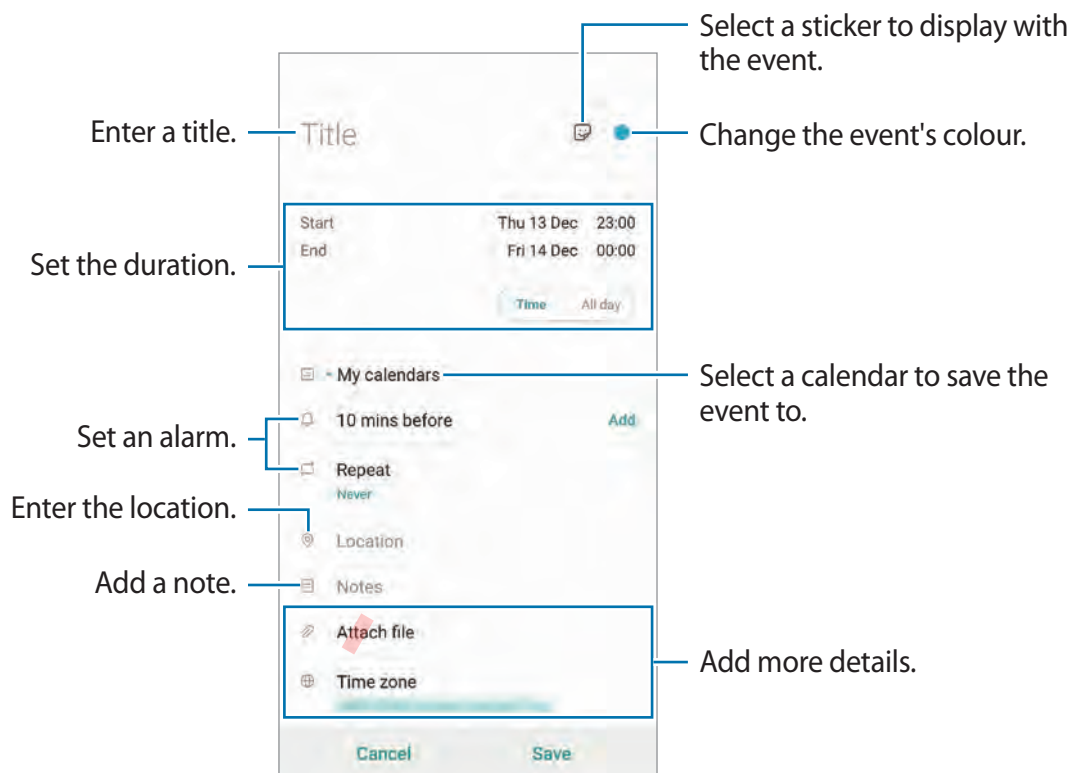 Select a sticker to display with
the event.
Enter a title.
Title
Change the event's colour.
Start Thu 13 Dec 23:00
End Fri 14 Dec 00:00
Set the duration.
Time All day
My calendars
Select a calendar to save the
event to.
10 mins before Add
Set an alarm.
Repeat
Never
Enter the location.
Location
Add a note.
Notes
Attach file
Add more details.
Time zone
Cancel Save